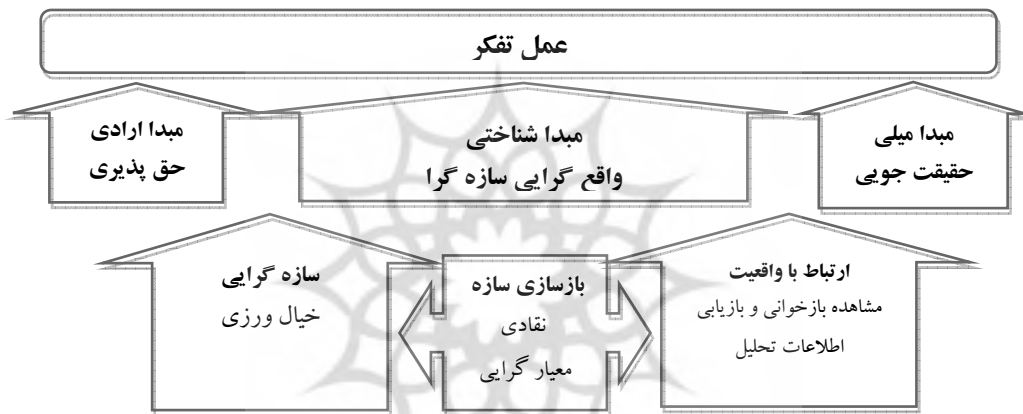 عمل تفکر
مبدا میلی
حقیقت جویی
مبدا شناختی
واقع گرایی سازه گرا
مبدا ارادی
حق پذیری
ارتباط با واقعیت
مشاهده بازخوانی و بازیابی
اطلاعات تحلیل
بازسازی سازه
نقادی
معیار گرایی
سازه گرایی
خیال ورزی